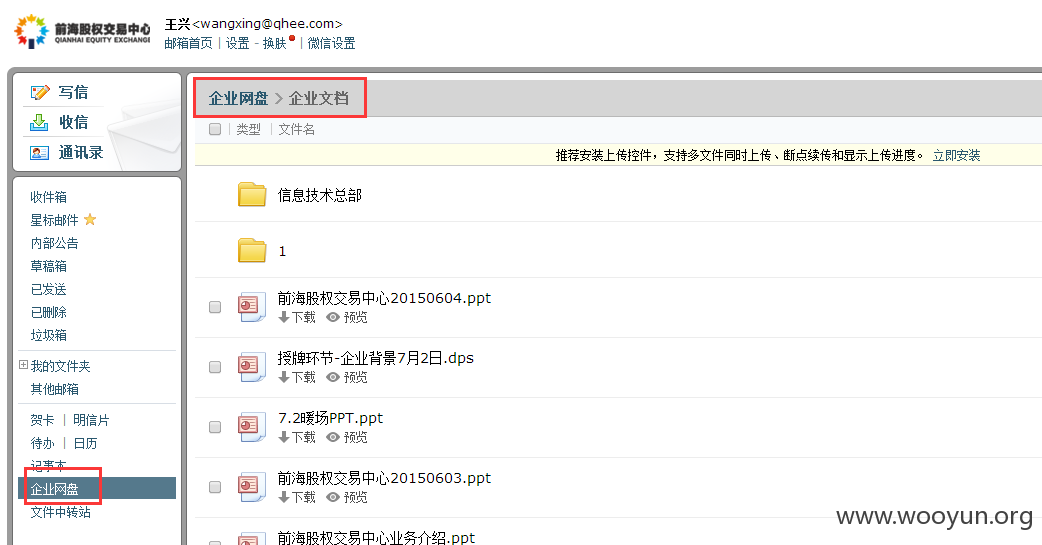 前海股权交易中心
QIANHAI EQUITY EXCHANGE
王兴<wangxing@qhee.com>
邮箱首页 | 设置 - 换肤 | 微信设置
写信
收信
通讯录
收件箱
星标邮件
内部公告
草稿箱
已发送
已删除
垃圾箱
我的文件夹
其他邮箱
贺卡 | 明信片
待办 | 日历
记事本
企业网盘
文件中转站
企业网盘 > 企业文档
类型 | 文件名
推荐安装上传控件，支持多文件同时上传、断点续传和显示上传进度。 立即安装
信息技术总部
1
前海股权交易中心20150604.ppt
下载 预览
授牌环节-企业背景7月2日.dps
下载 预览
7.2暖场PPT.ppt
下载 预览
前海股权交易中心20150603.ppt
下载 预览
前海股权交易中心业务介绍.ppt
www.wooyun.org